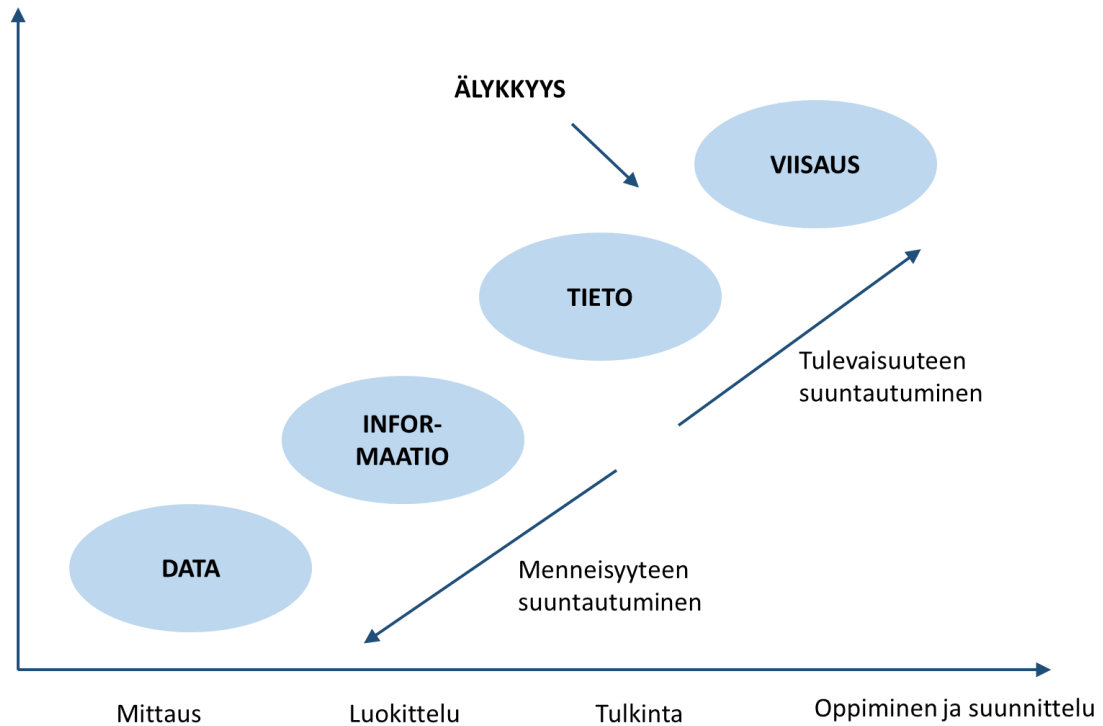 ÄLYKKYYS
VIISAUS
TIETO
Tulevaisuuteen
suuntautuminen
INFOR-
MAATIO
DATA
Menneisyyteen
suuntautuminen
Mittaus
Luokittelu
Tulkinta
Oppiminen ja suunnittelu